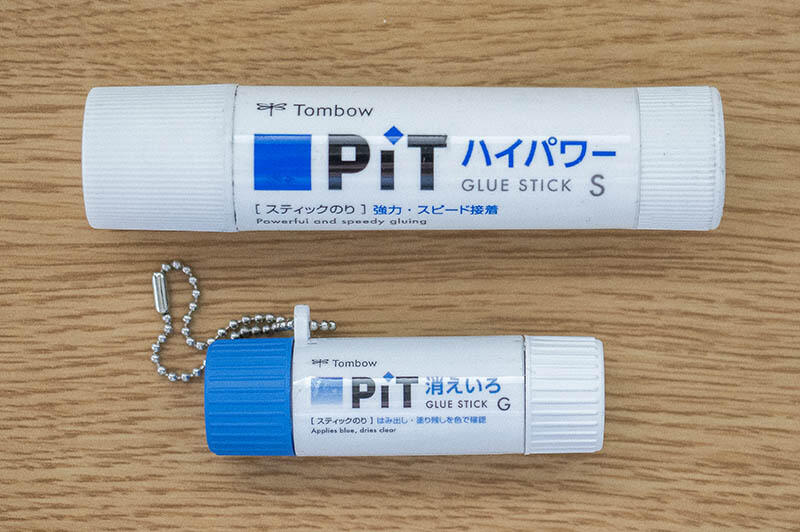 Tombow
PiT ハイパワー
GLUE STICK S
[スティックのり] 強力・スピード接着
Powerful and speedy gluing
Tombow
PiT 消えいろ
GLUE STICK G
[スティックのり] はみ出し・塗り残しを色で確認
Applies blue, dries clear